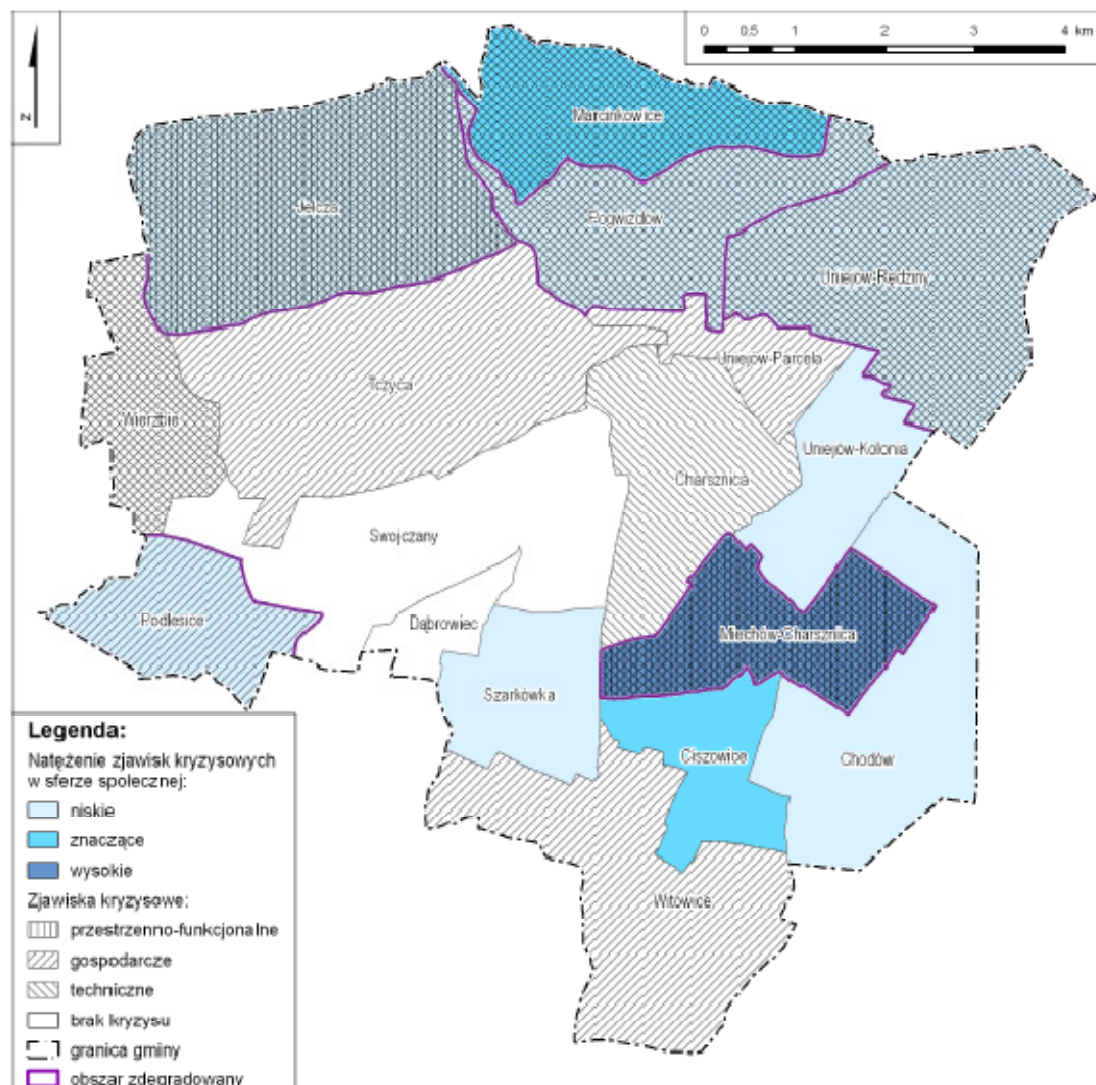 0 0,5 1 2 3 4 km
N
Marcinkowice
Jelcza
Pogwizdów
Uniejów-Rędziny
Uniejów-Parcela
Tczyca
Wierzbie
Uniejów-Kolonia
Charsznica
Swojczany
Podlesice
Dąbrowiec
Miechów-Charsznica
Szarkówka
Ciszowice
Chodów
Witowice
Legenda:
Natężenie zjawisk kryzysowych
w sferze społecznej:
niskie
znaczące
wysokie
Zjawiska kryzysowe:
przestrzenno-funkcjonalne
gospodarcze
techniczne
brak kryzysu
granica gminy
obszar zdegradowany